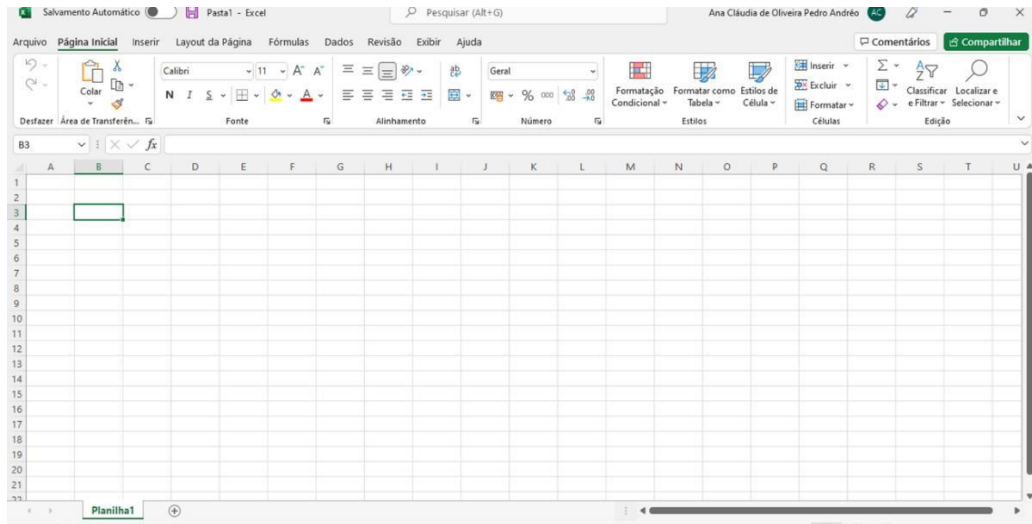 Salvamento Automático Pasta1 - Excel Pesquisar (Alt+G) Ana Cláudia de Oliveira Pedro Andréo AC
Arquivo Página Inicial Inserir Layout da Página Fórmulas Dados Revisão Exibir Ajuda Comentários Compartilhar
Colar
Calibri 11 A A
N I S A
ab
Geral
% 000
Formatação Condicional
Formatar como Tabela
Estilos de Célula
Inserir
Excluir
Formatar
Classificar e Filtrar
Localizar e Selecionar
Desfazer Área de Transferên... Fonte Alinhamento Número Estilos Células Edição
B3 fx
A B C D E F G H I J K L M N O P Q R S T U
1
2
3
4
5
6
7
8
9
10
11
12
13
14
15
16
17
18
19
20
21
22
Planilha1